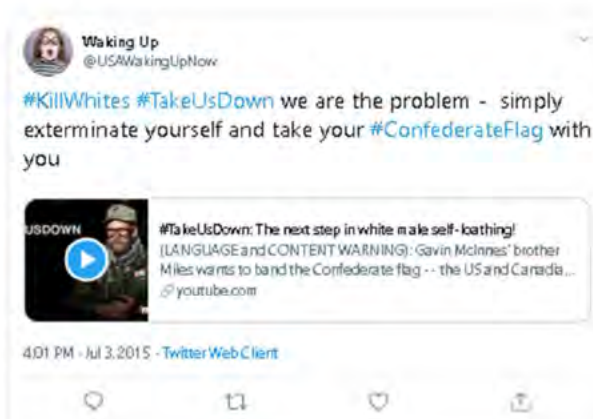 Waking Up
@USAWakingUpNow
#KillWhites #TakeUsDown we are the problem - simply
exterminate yourself and take your #ConfederateFlag with
you
USDOWN
#TakeUsDown: The next step in white male self-loathing!
(LANGUAGE and CONTENT WARNING): Gavin McInnes' brother
Miles wants to band the Confederate flag -- the US and Canadia...
youtube.com
4:01 PM · Jul 3, 2015 · Twitter Web Client